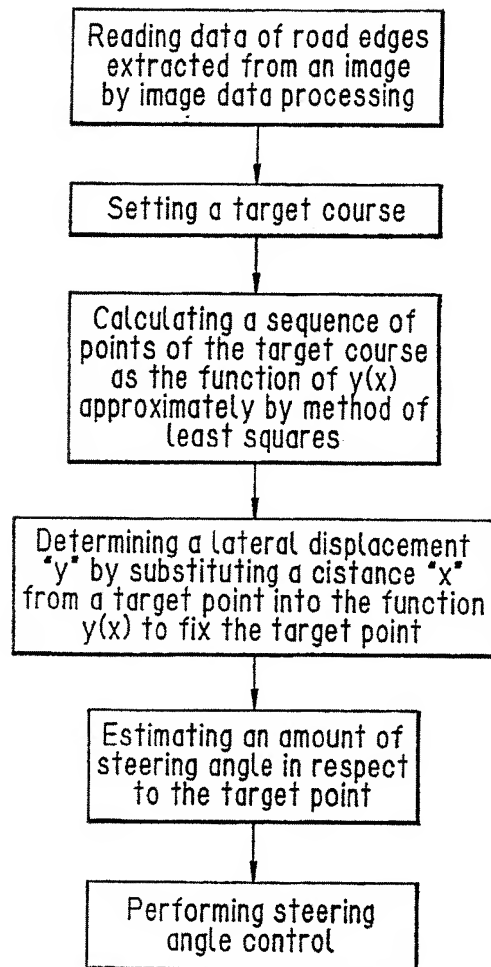 Reading data of road edges
extracted from an image
by image data processing
Setting a target course
Calculating a sequence of
points of the target course
as the function of y(x)
approximately by method of
least squares
Determining a lateral displacement
"y" by substituting a cistance "x"
from a target point into the function
y(x) to fix the target point
Estimating an amount of
steering angle in respect
to the target point
Performing steering
angle control